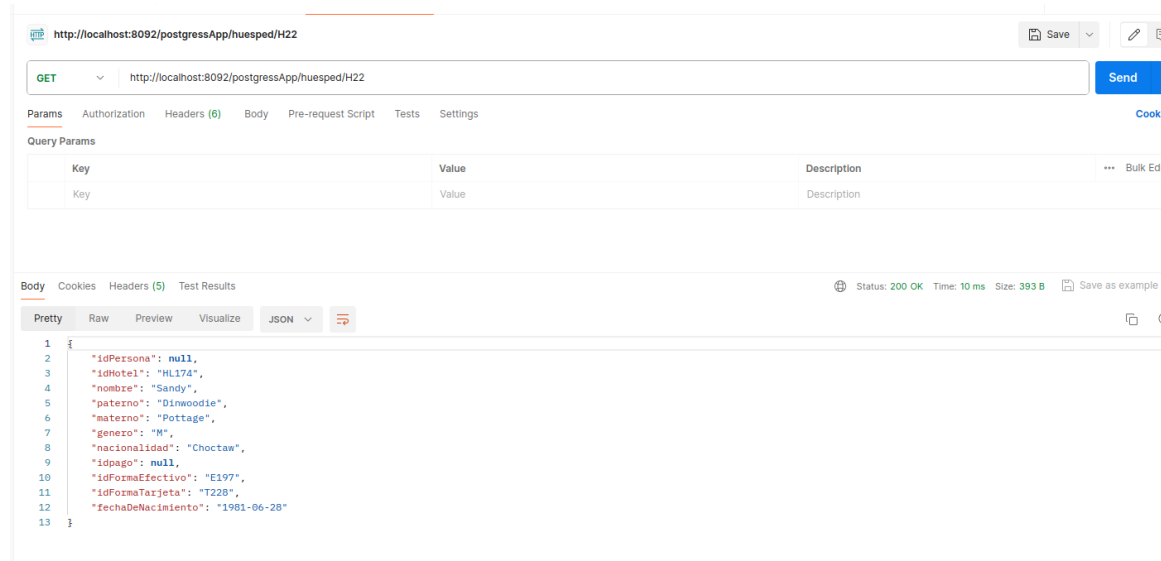 HTTP http://localhost:8092/postgressApp/huesped/H22 Save
GET http://localhost:8092/postgressApp/huesped/H22 Send
Params Authorization Headers (6) Body Pre-request Script Tests Settings Cook
Query Params
Key Value Description ••• Bulk Ed
Key Value Description
Body Cookies Headers (5) Test Results Status: 200 OK Time: 10 ms Size: 393 B Save as example
Pretty Raw Preview Visualize JSON
1 {
2 "idPersona": null,
3 "idHotel": "HL174",
4 "nombre": "Sandy",
5 "paterno": "Dinwoodie",
6 "materno": "Pottage",
7 "genero": "M",
8 "nacionalidad": "Choctaw",
9 "idpago": null,
10 "idFormaEfectivo": "E197",
11 "idFormaTarjeta": "T228",
12 "fechaDeNacimiento": "1981-06-28"
13 }